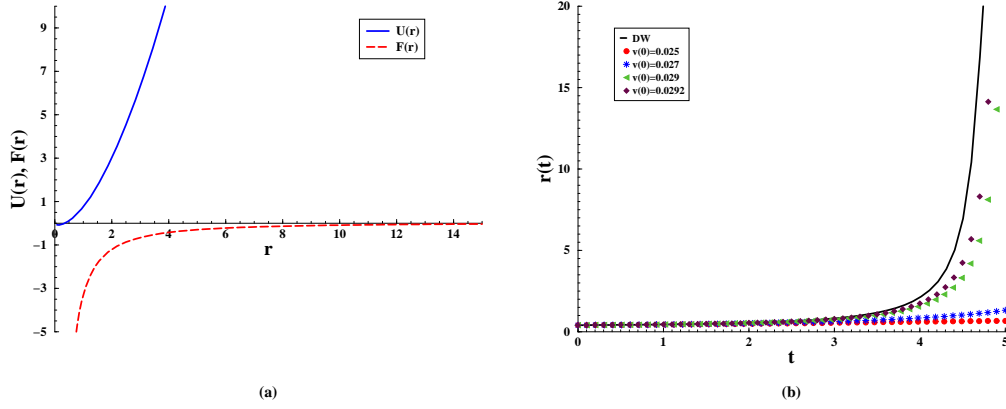 U(r), F(r)
9
7
5
3
1
−1
−3
−5
0 2 4 6 8 10 12 14
r
U(r)
F(r)
(a)
r(t)
20
15
10
5
0
0 1 2 3 4 5
t
DW
v(0)=0.025
v(0)=0.027
v(0)=0.029
v(0)=0.0292
(b)